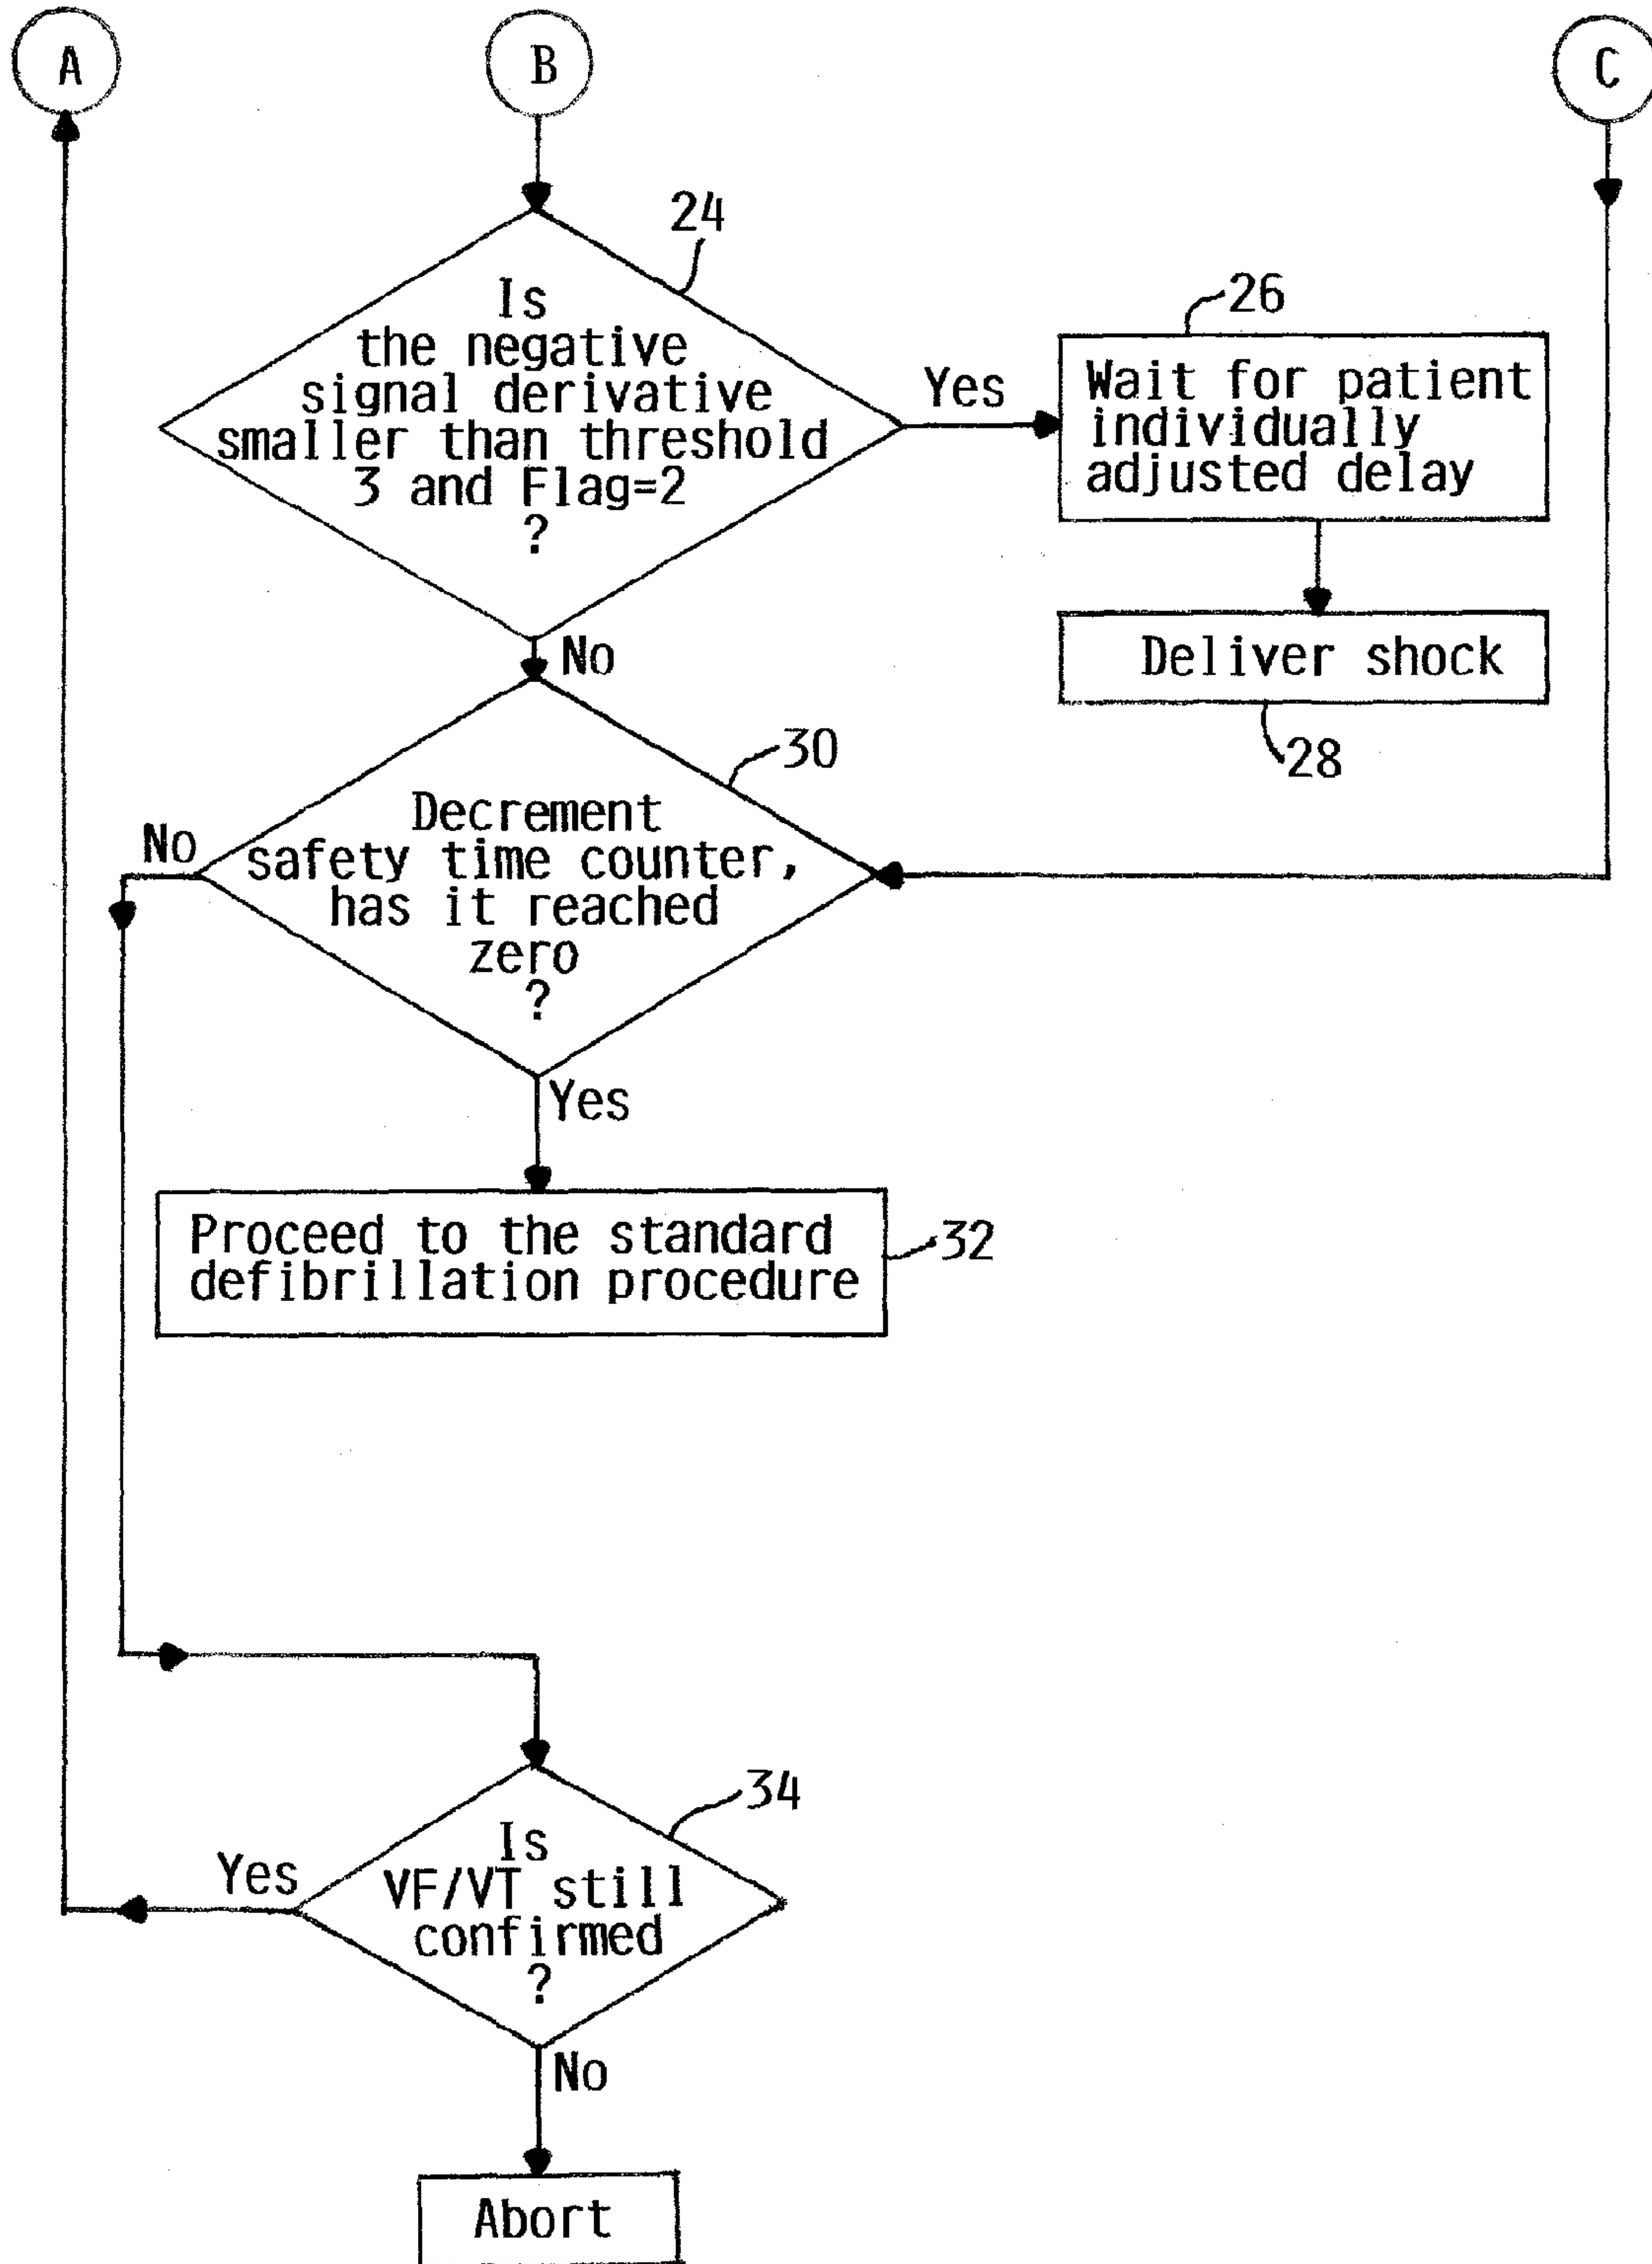 A
B
C
24
Is
the negative
signal derivative
smaller than threshold
3 and Flag=2
?
Yes
26
Wait for patient
individually
adjusted delay
No
Deliver shock
28
30
Decrement
safety time counter,
has it reached
zero
?
No
Yes
Proceed to the standard
defibrillation procedure
32
34
Is
VF/VT still
confirmed
?
Yes
No
Abort